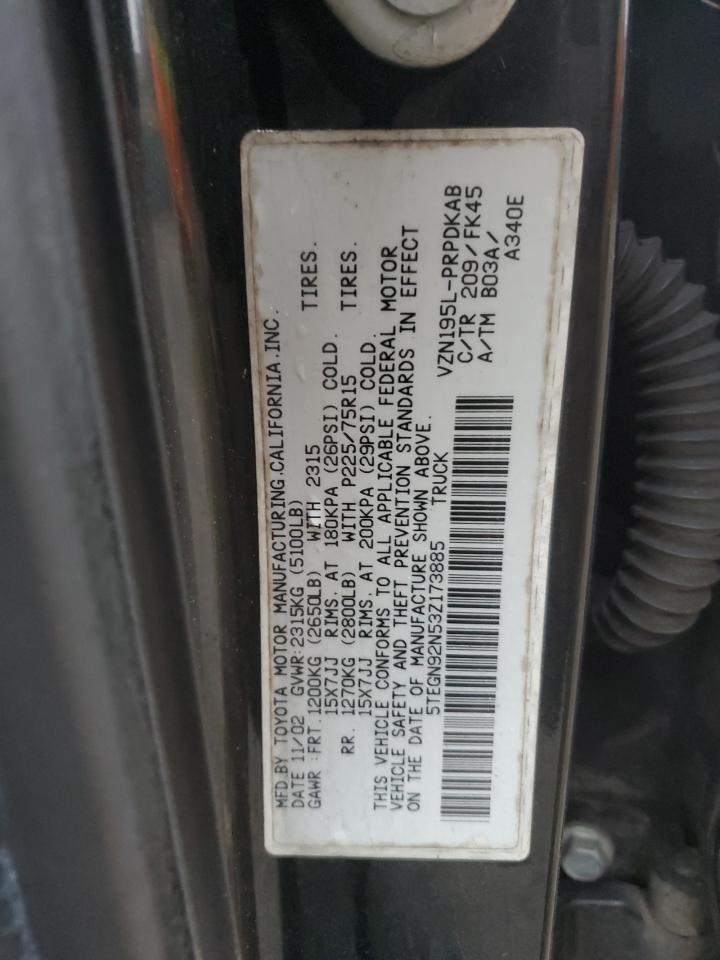 MFD.BY TOYOTA MOTOR MANUFACTURING.CALIFORNIA.INC.
DATE 11/02 GVWR:2315KG (5100LB)
GAWR :FRT.1200KG (2650LB) WITH 2315 TIRES.
15X7JJ RIMS. AT 180KPA (26PSI) COLD.
RR. 1270KG (2800LB) WITH P225/75R15 TIRES.
15X7JJ RIMS. AT 200KPA (29PSI) COLD.
THIS VEHICLE CONFORMS TO ALL APPLICABLE FEDERAL MOTOR
VEHICLE SAFETY AND THEFT PREVENTION STANDARDS IN EFFECT
ON THE DATE OF MANUFACTURE SHOWN ABOVE.
5TEGN92N53Z173885 TRUCK
VZN195L-PRPDKAB
C/TR 209/FK45
A/TM B03A/
A340E